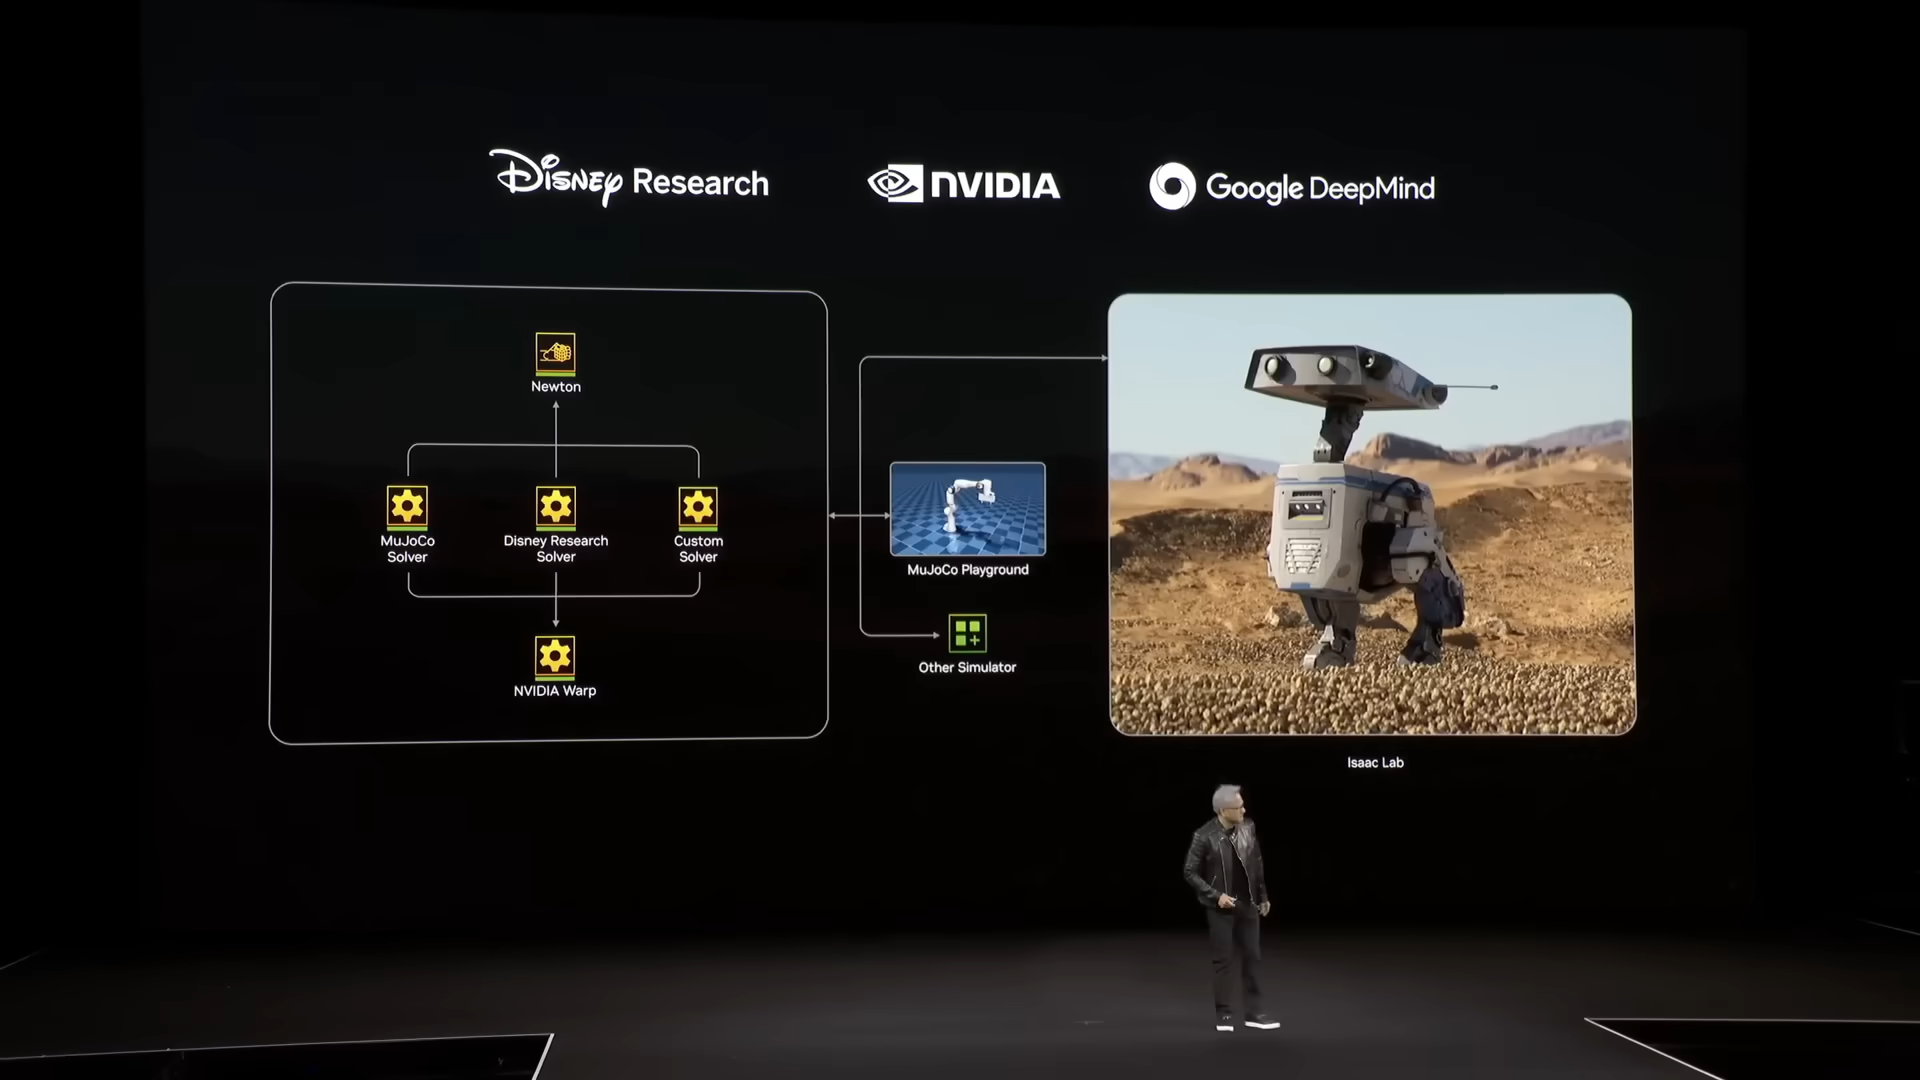 Disney Research
NVIDIA
Google DeepMind
Newton
MuJoCo
Solver
Disney Research
Solver
Custom
Solver
NVIDIA Warp
MuJoCo Playground
Other Simulator
Isaac Lab